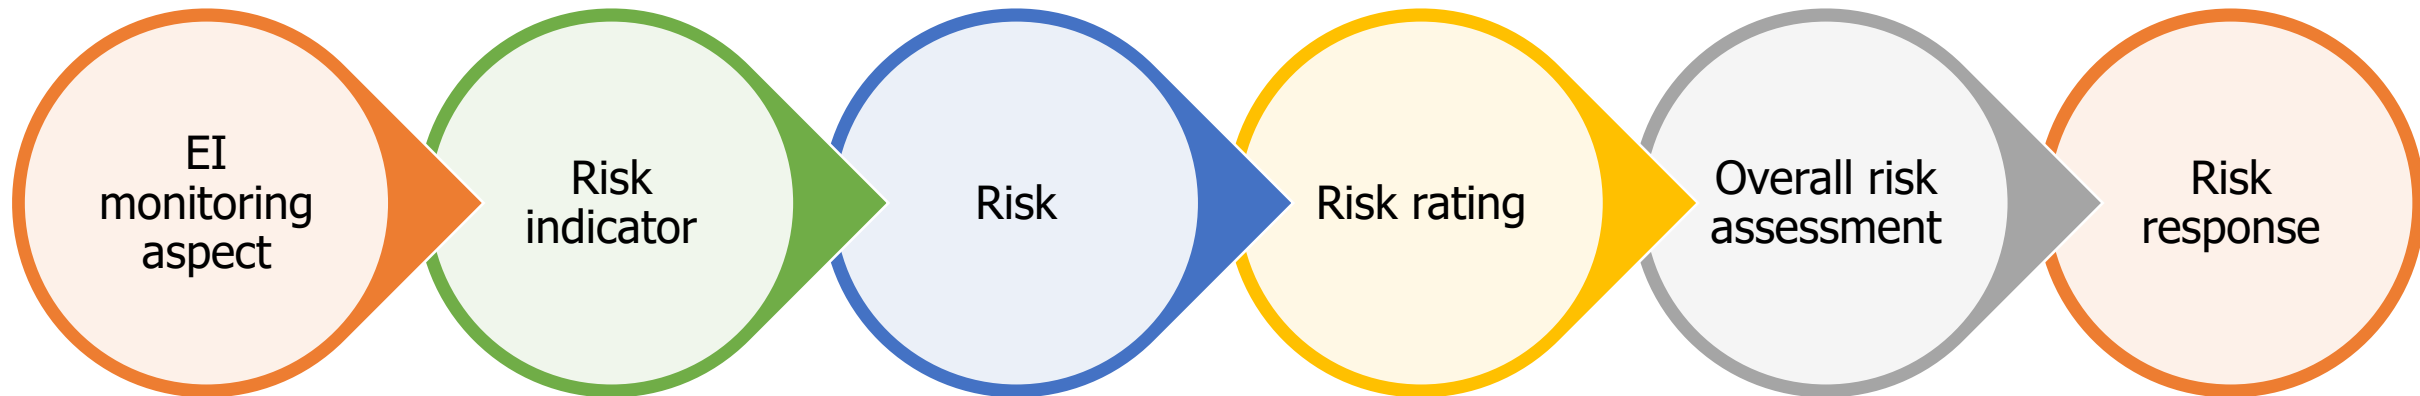 EI
monitoring
aspect
Risk
indicator
Risk
Risk rating
Overall risk
assessment
Risk
response